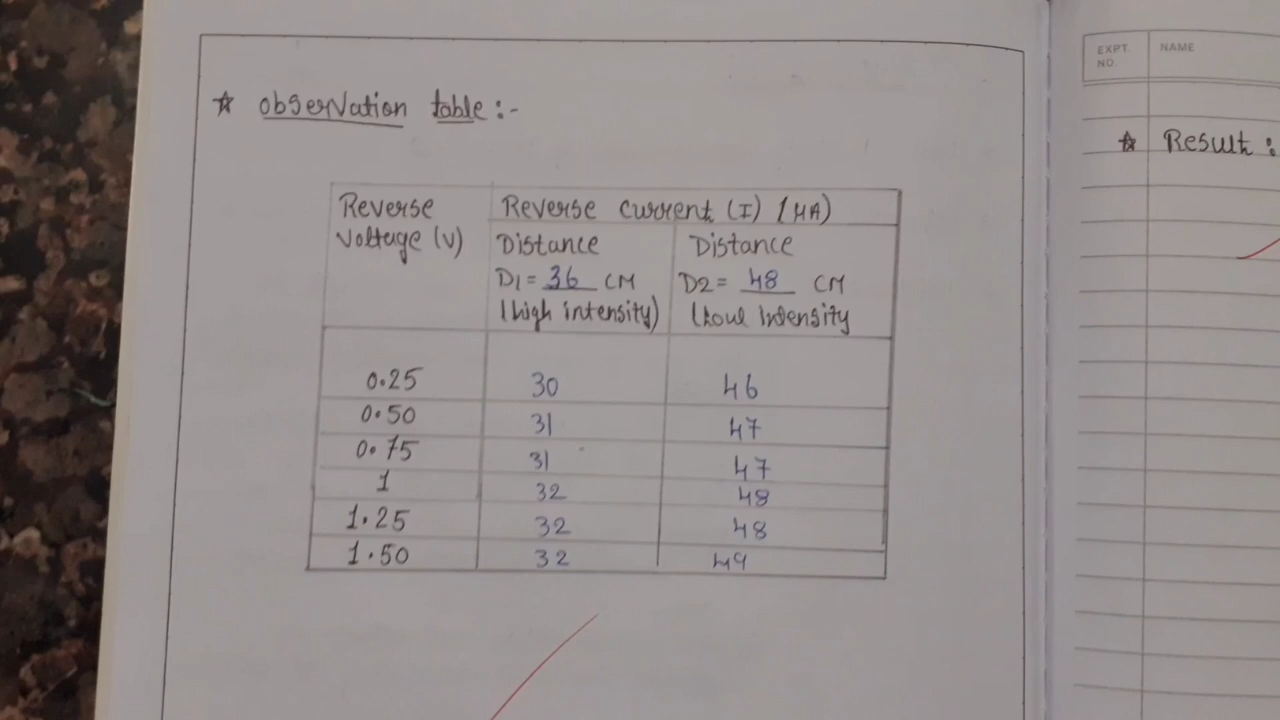 ☆ Observation table :-
Reverse Voltage (V)
Reverse current (I) (μA)
Distance D1 = 36 CM (high intensity)
Distance D2 = 48 CM (Low Intensity
0.25 30 46
0.50 31 47
0.75 31 47
1 32 48
1.25 32 48
1.50 32 49
EXPT. NO.
NAME
☆ Result :